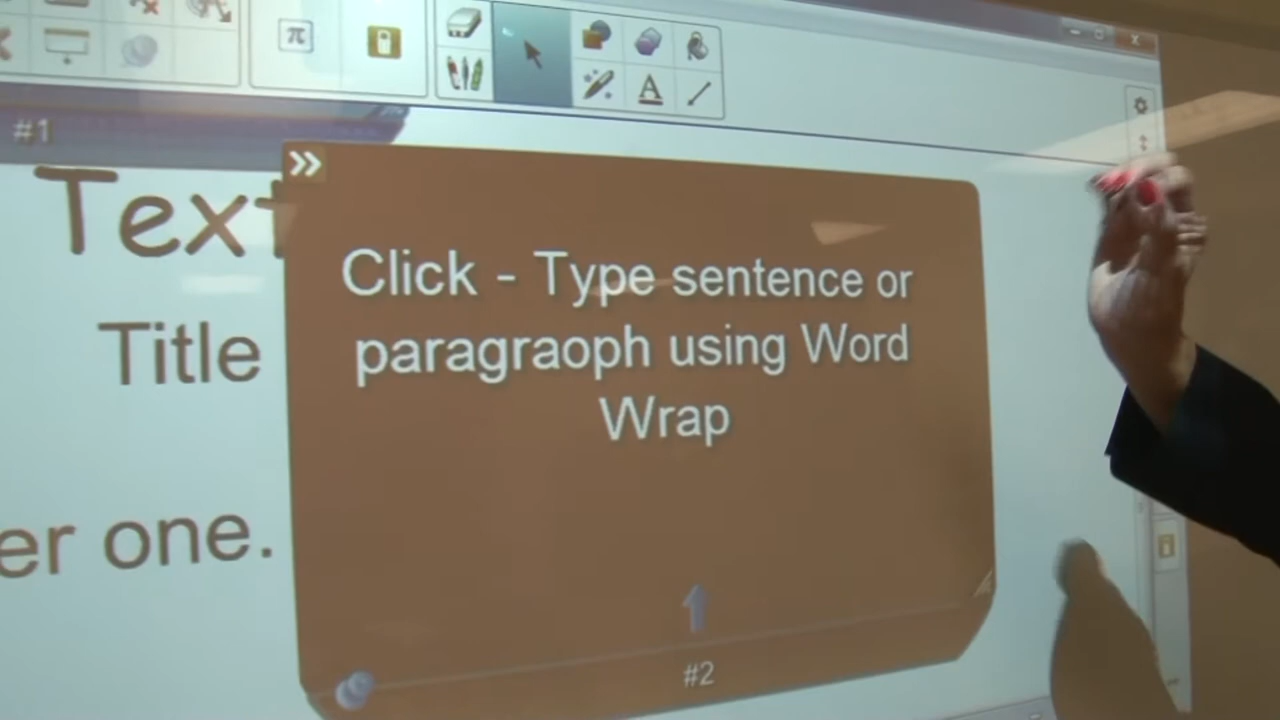 π
A
#1
Text
Title
er one.
Click - Type sentence or
paragraoph using Word
Wrap
#2